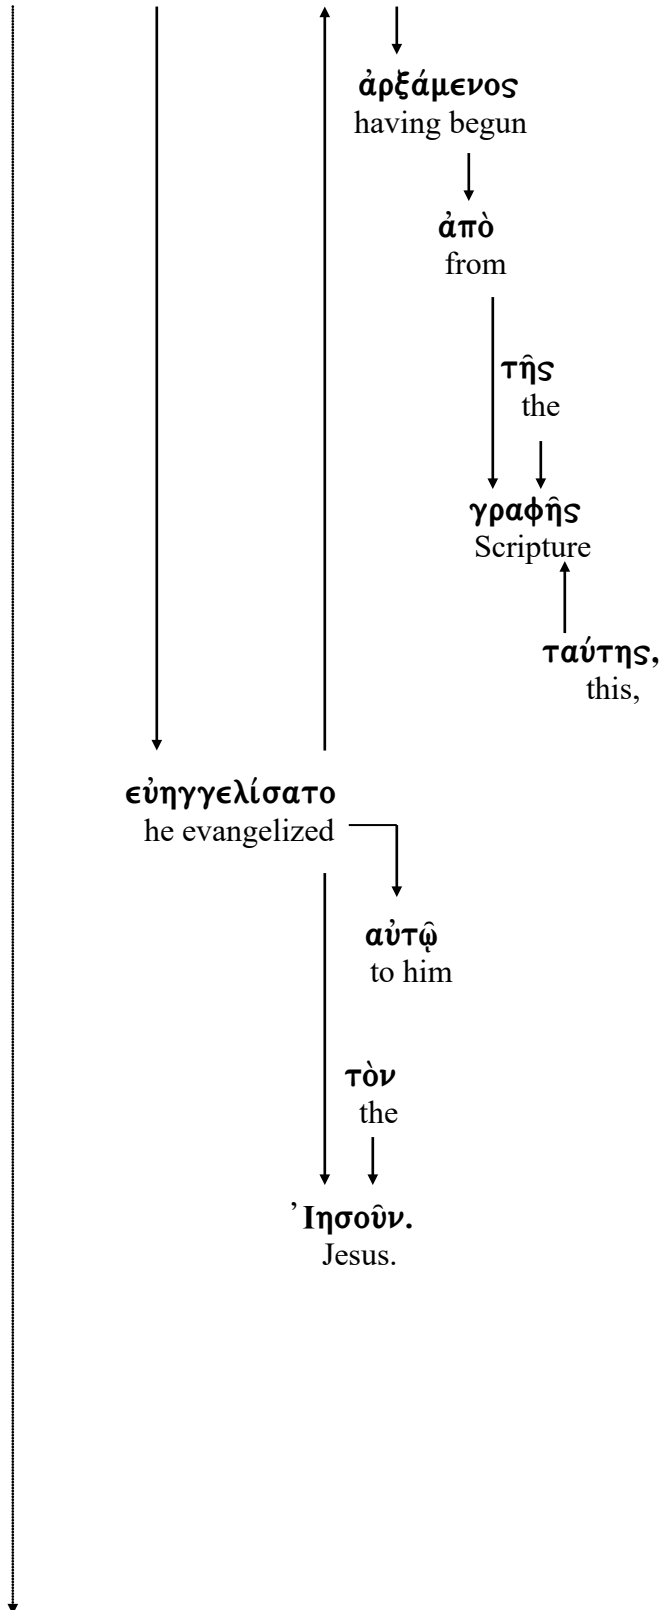 ἀρξάμενος
having begun
ἀπὸ
from
τῆς
the
γραφῆς
Scripture
ταύτης,
this,
εὐηγγελίσατο
he evangelized
αὐτῷ
to him
τὸν
the
᾿Ιησοῦν.
Jesus.